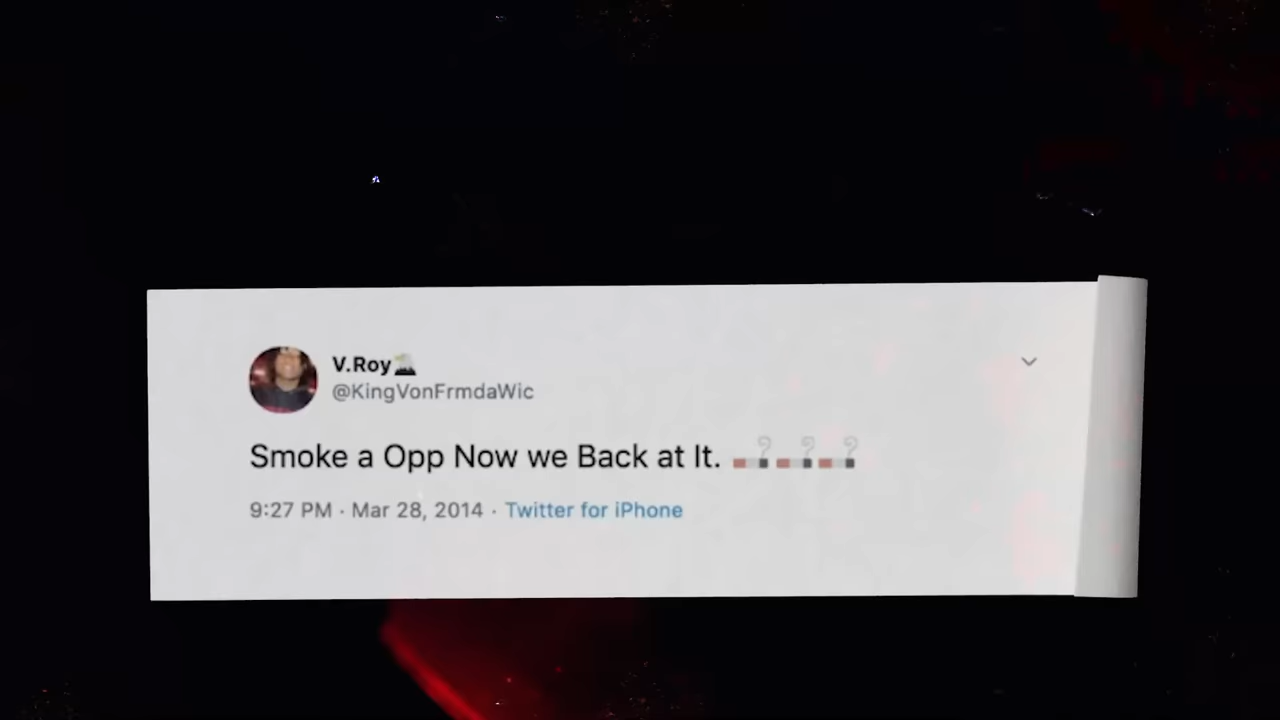 V.Roy
@KingVonFrmdaWic
Smoke a Opp Now we Back at It. 🚬🚬🚬
9:27 PM · Mar 28, 2014 · Twitter for iPhone